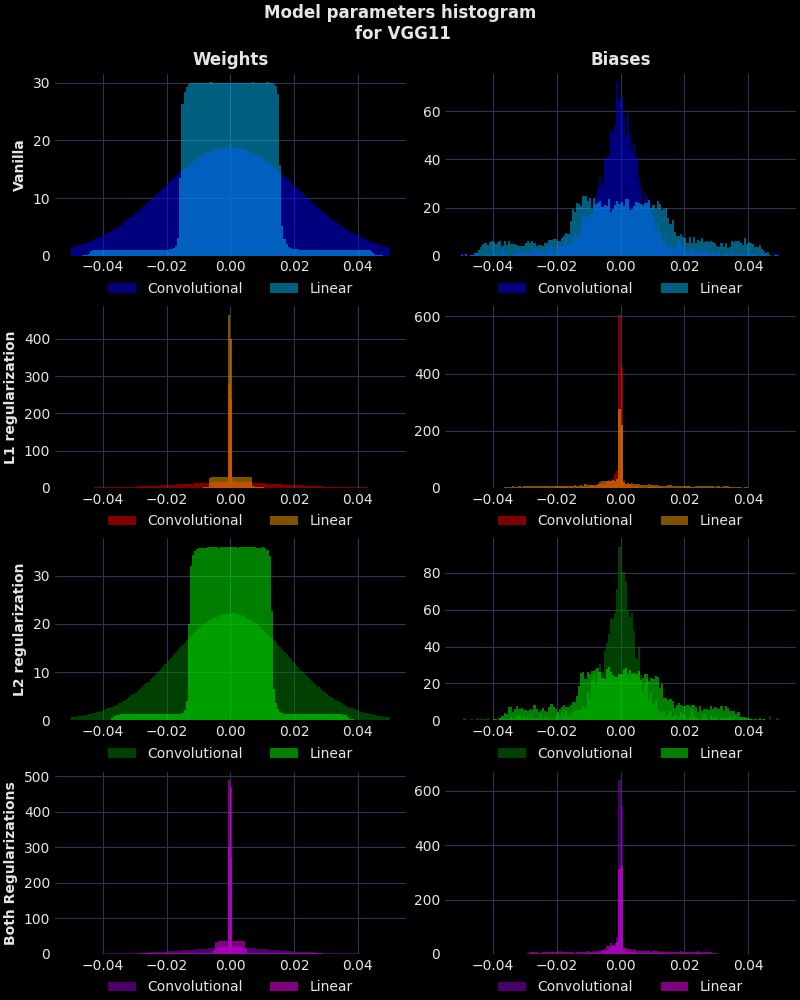 Model parameters histogram
for VGG11
Weights
Biases
Vanilla
30
20
10
0
−0.04 −0.02 0.00 0.02 0.04
Convolutional Linear
60
40
20
0
−0.04 −0.02 0.00 0.02 0.04
Convolutional Linear
L1 regularization
400
300
200
100
0
−0.04 −0.02 0.00 0.02 0.04
Convolutional Linear
600
400
200
0
−0.04 −0.02 0.00 0.02 0.04
Convolutional Linear
L2 regularization
30
20
10
0
−0.04 −0.02 0.00 0.02 0.04
Convolutional Linear
80
60
40
20
0
−0.04 −0.02 0.00 0.02 0.04
Convolutional Linear
Both Regularizations
500
400
300
200
100
0
−0.04 −0.02 0.00 0.02 0.04
Convolutional Linear
600
400
200
0
−0.04 −0.02 0.00 0.02 0.04
Convolutional Linear